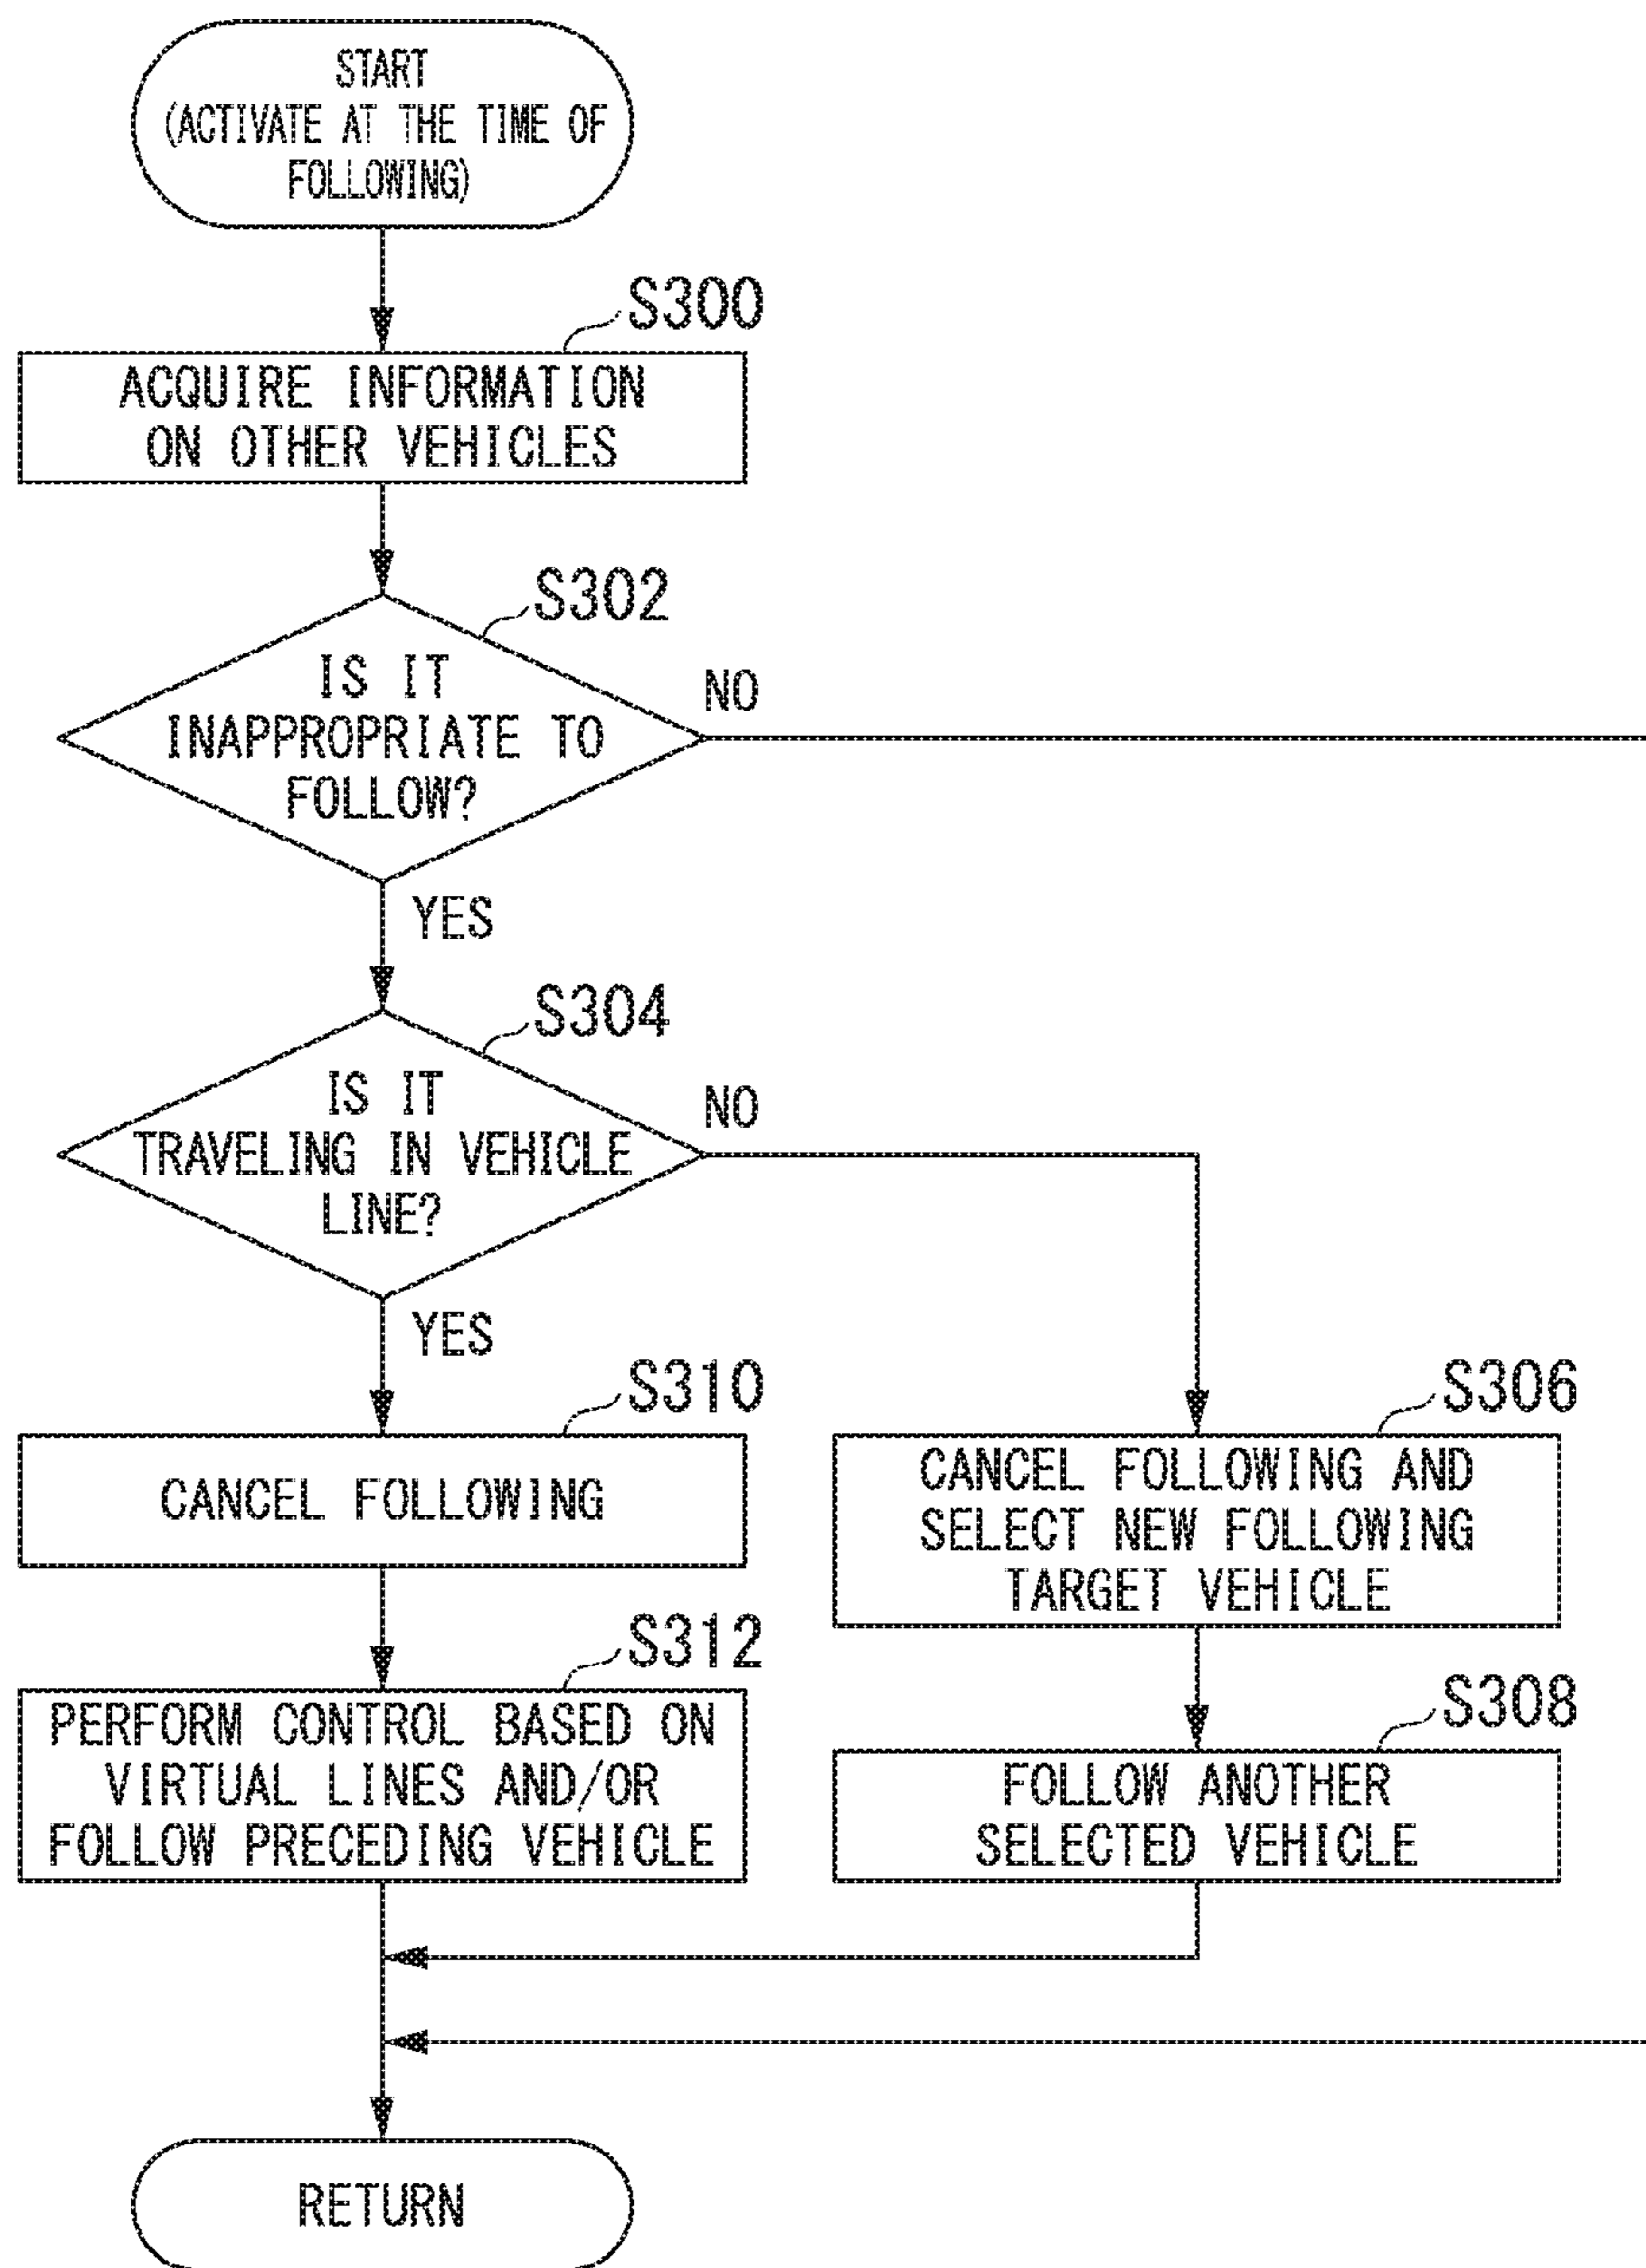 START
(ACTIVATE AT THE TIME OF
FOLLOWING)
S300
ACQUIRE INFORMATION
ON OTHER VEHICLES
S302
IS IT
INAPPROPRIATE TO
FOLLOW?
NO
YES
S304
IS IT
TRAVELING IN VEHICLE
LINE?
NO
YES
S310
CANCEL FOLLOWING
S306
CANCEL FOLLOWING AND
SELECT NEW FOLLOWING
TARGET VEHICLE
S312
PERFORM CONTROL BASED ON
VIRTUAL LINES AND/OR
FOLLOW PRECEDING VEHICLE
S308
FOLLOW ANOTHER
SELECTED VEHICLE
RETURN